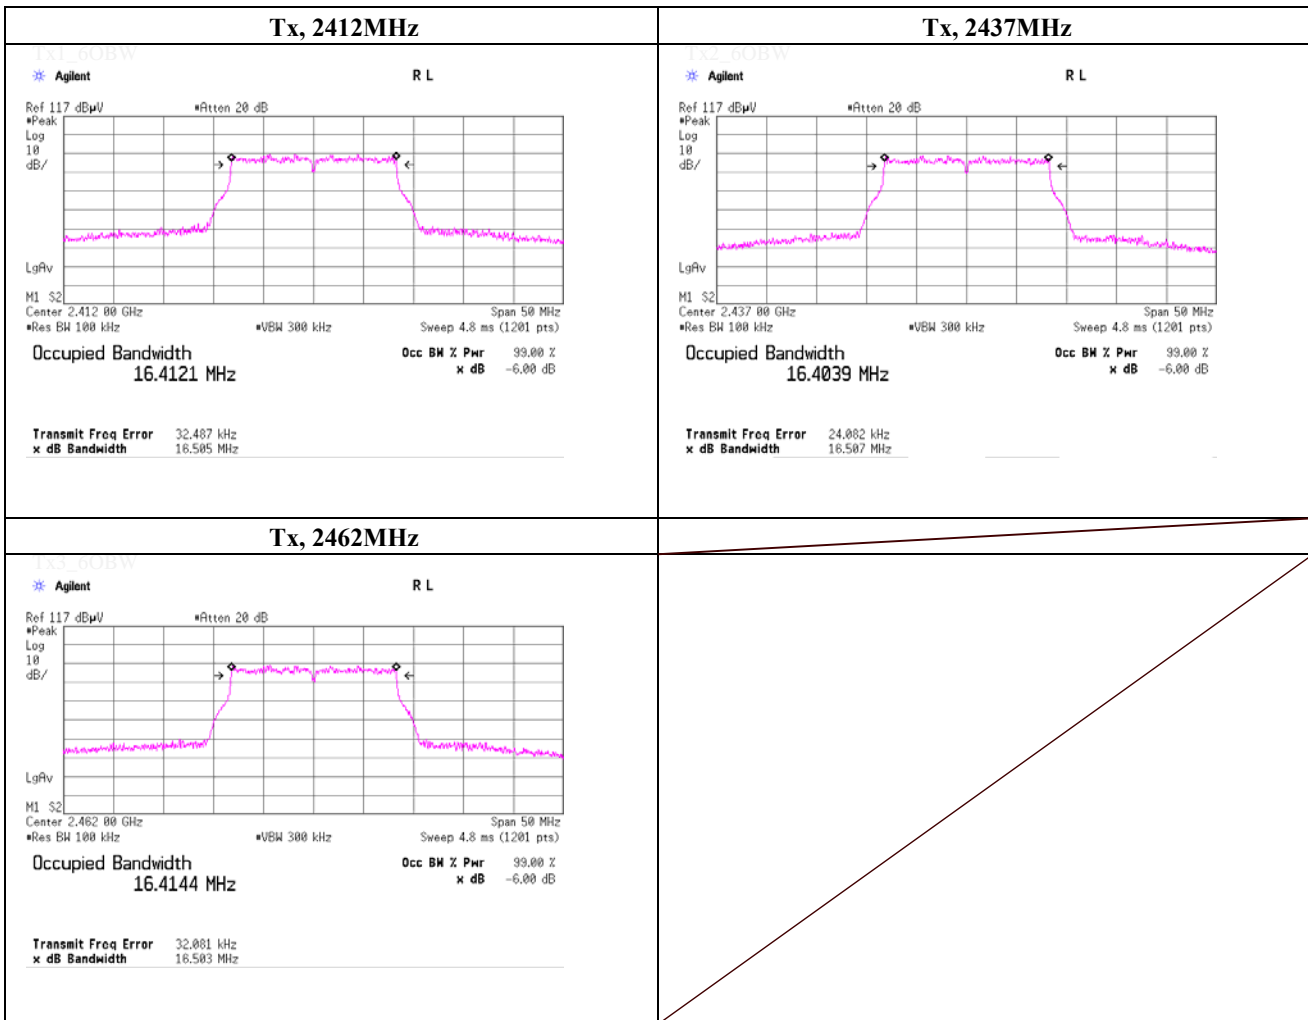 Tx, 2412MHz
Tx1_6OBW
Agilent R L
Ref 117 dBµV #Atten 20 dB
#Peak
Log
10
dB/
LgAv
M1 S2
Center 2.412 00 GHz Span 50 MHz
#Res BW 100 kHz #VBW 300 kHz Sweep 4.8 ms (1201 pts)
Occupied Bandwidth Occ BW % Pwr 99.00 %
16.4121 MHz x dB -6.00 dB
Transmit Freq Error 32.487 kHz
x dB Bandwidth 16.505 MHz
Tx, 2437MHz
Tx2_6OBW
Agilent R L
Ref 117 dBµV #Atten 20 dB
#Peak
Log
10
dB/
LgAv
M1 S2
Center 2.437 00 GHz Span 50 MHz
#Res BW 100 kHz #VBW 300 kHz Sweep 4.8 ms (1201 pts)
Occupied Bandwidth Occ BW % Pwr 99.00 %
16.4039 MHz x dB -6.00 dB
Transmit Freq Error 24.082 kHz
x dB Bandwidth 16.507 MHz
Tx, 2462MHz
Tx3_6OBW
Agilent R L
Ref 117 dBµV #Atten 20 dB
#Peak
Log
10
dB/
LgAv
M1 S2
Center 2.462 00 GHz Span 50 MHz
#Res BW 100 kHz #VBW 300 kHz Sweep 4.8 ms (1201 pts)
Occupied Bandwidth Occ BW % Pwr 99.00 %
16.4144 MHz x dB -6.00 dB
Transmit Freq Error 32.081 kHz
x dB Bandwidth 16.503 MHz